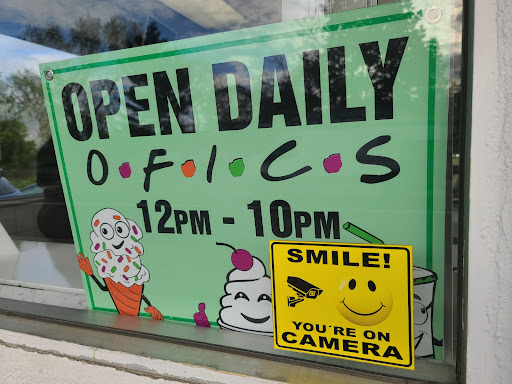 OPEN DAILY
O.F.I.C.S
12PM - 10PM
SMILE!
YOU'RE ON
CAMERA